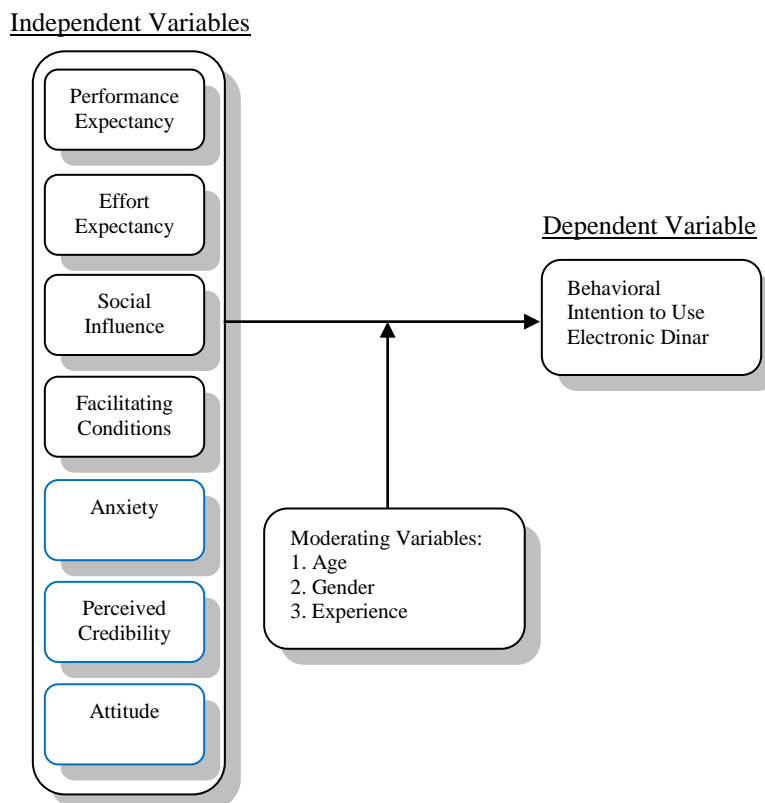 Independent Variables
Performance
Expectancy
Effort
Expectancy
Social
Influence
Facilitating
Conditions
Anxiety
Perceived
Credibility
Attitude
Dependent Variable
Behavioral
Intention to Use
Electronic Dinar
Moderating Variables:
1. Age
2. Gender
3. Experience